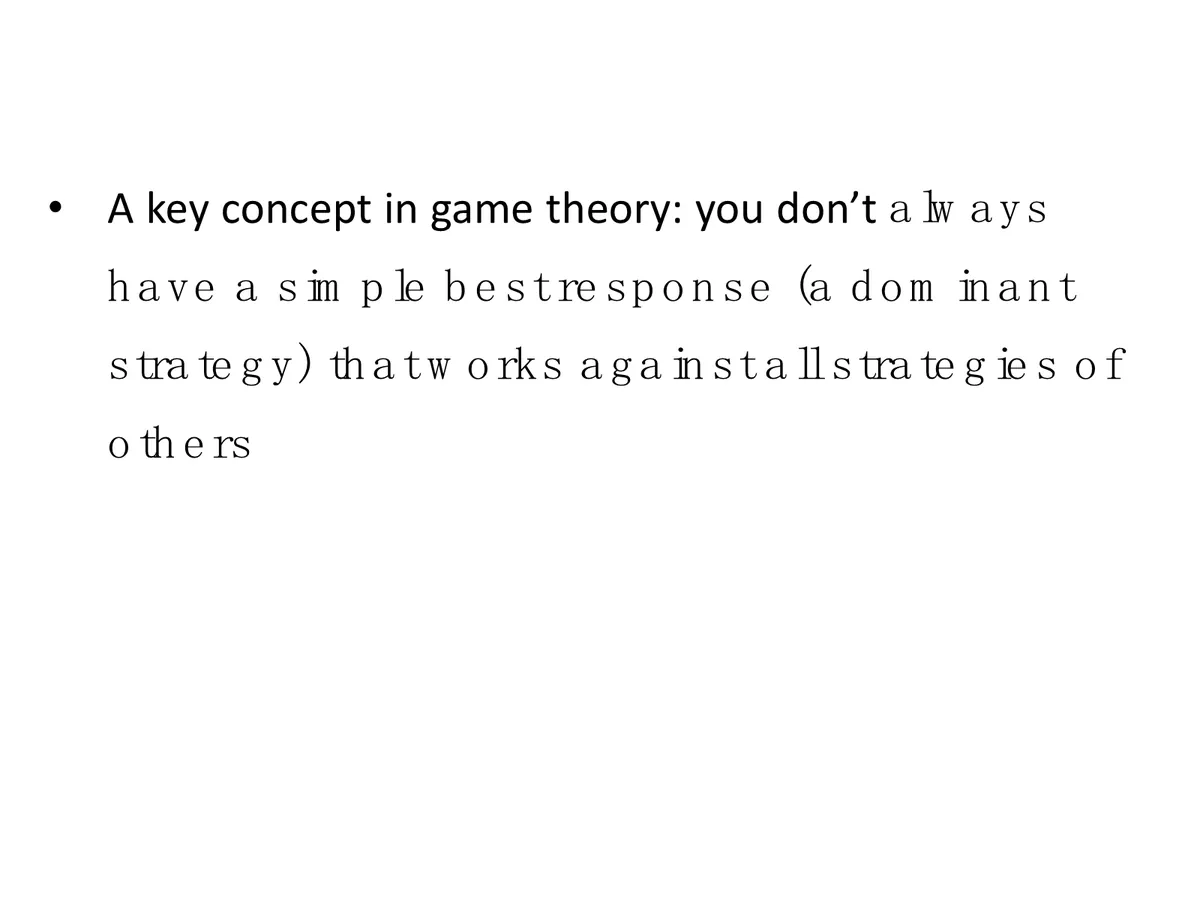 • A key concept in game theory: you don’t always
have a simple best response (a dominant
strategy) that works against all strategies of
others